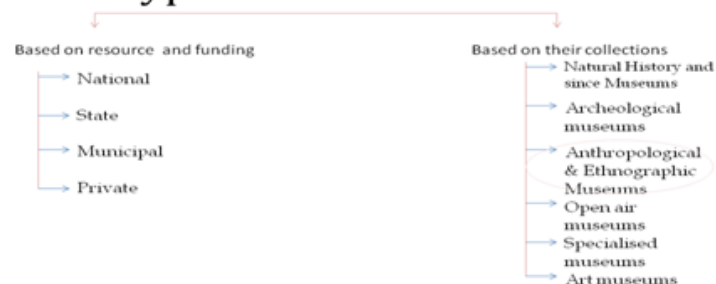 Based on resource and funding
National
State
Municipal
Private
Based on their collections
Natural History and
since Museums
Archeological
museums
Anthropological
& Ethnographic
Museums
Open air
museums
Specialised
museums
Art museums